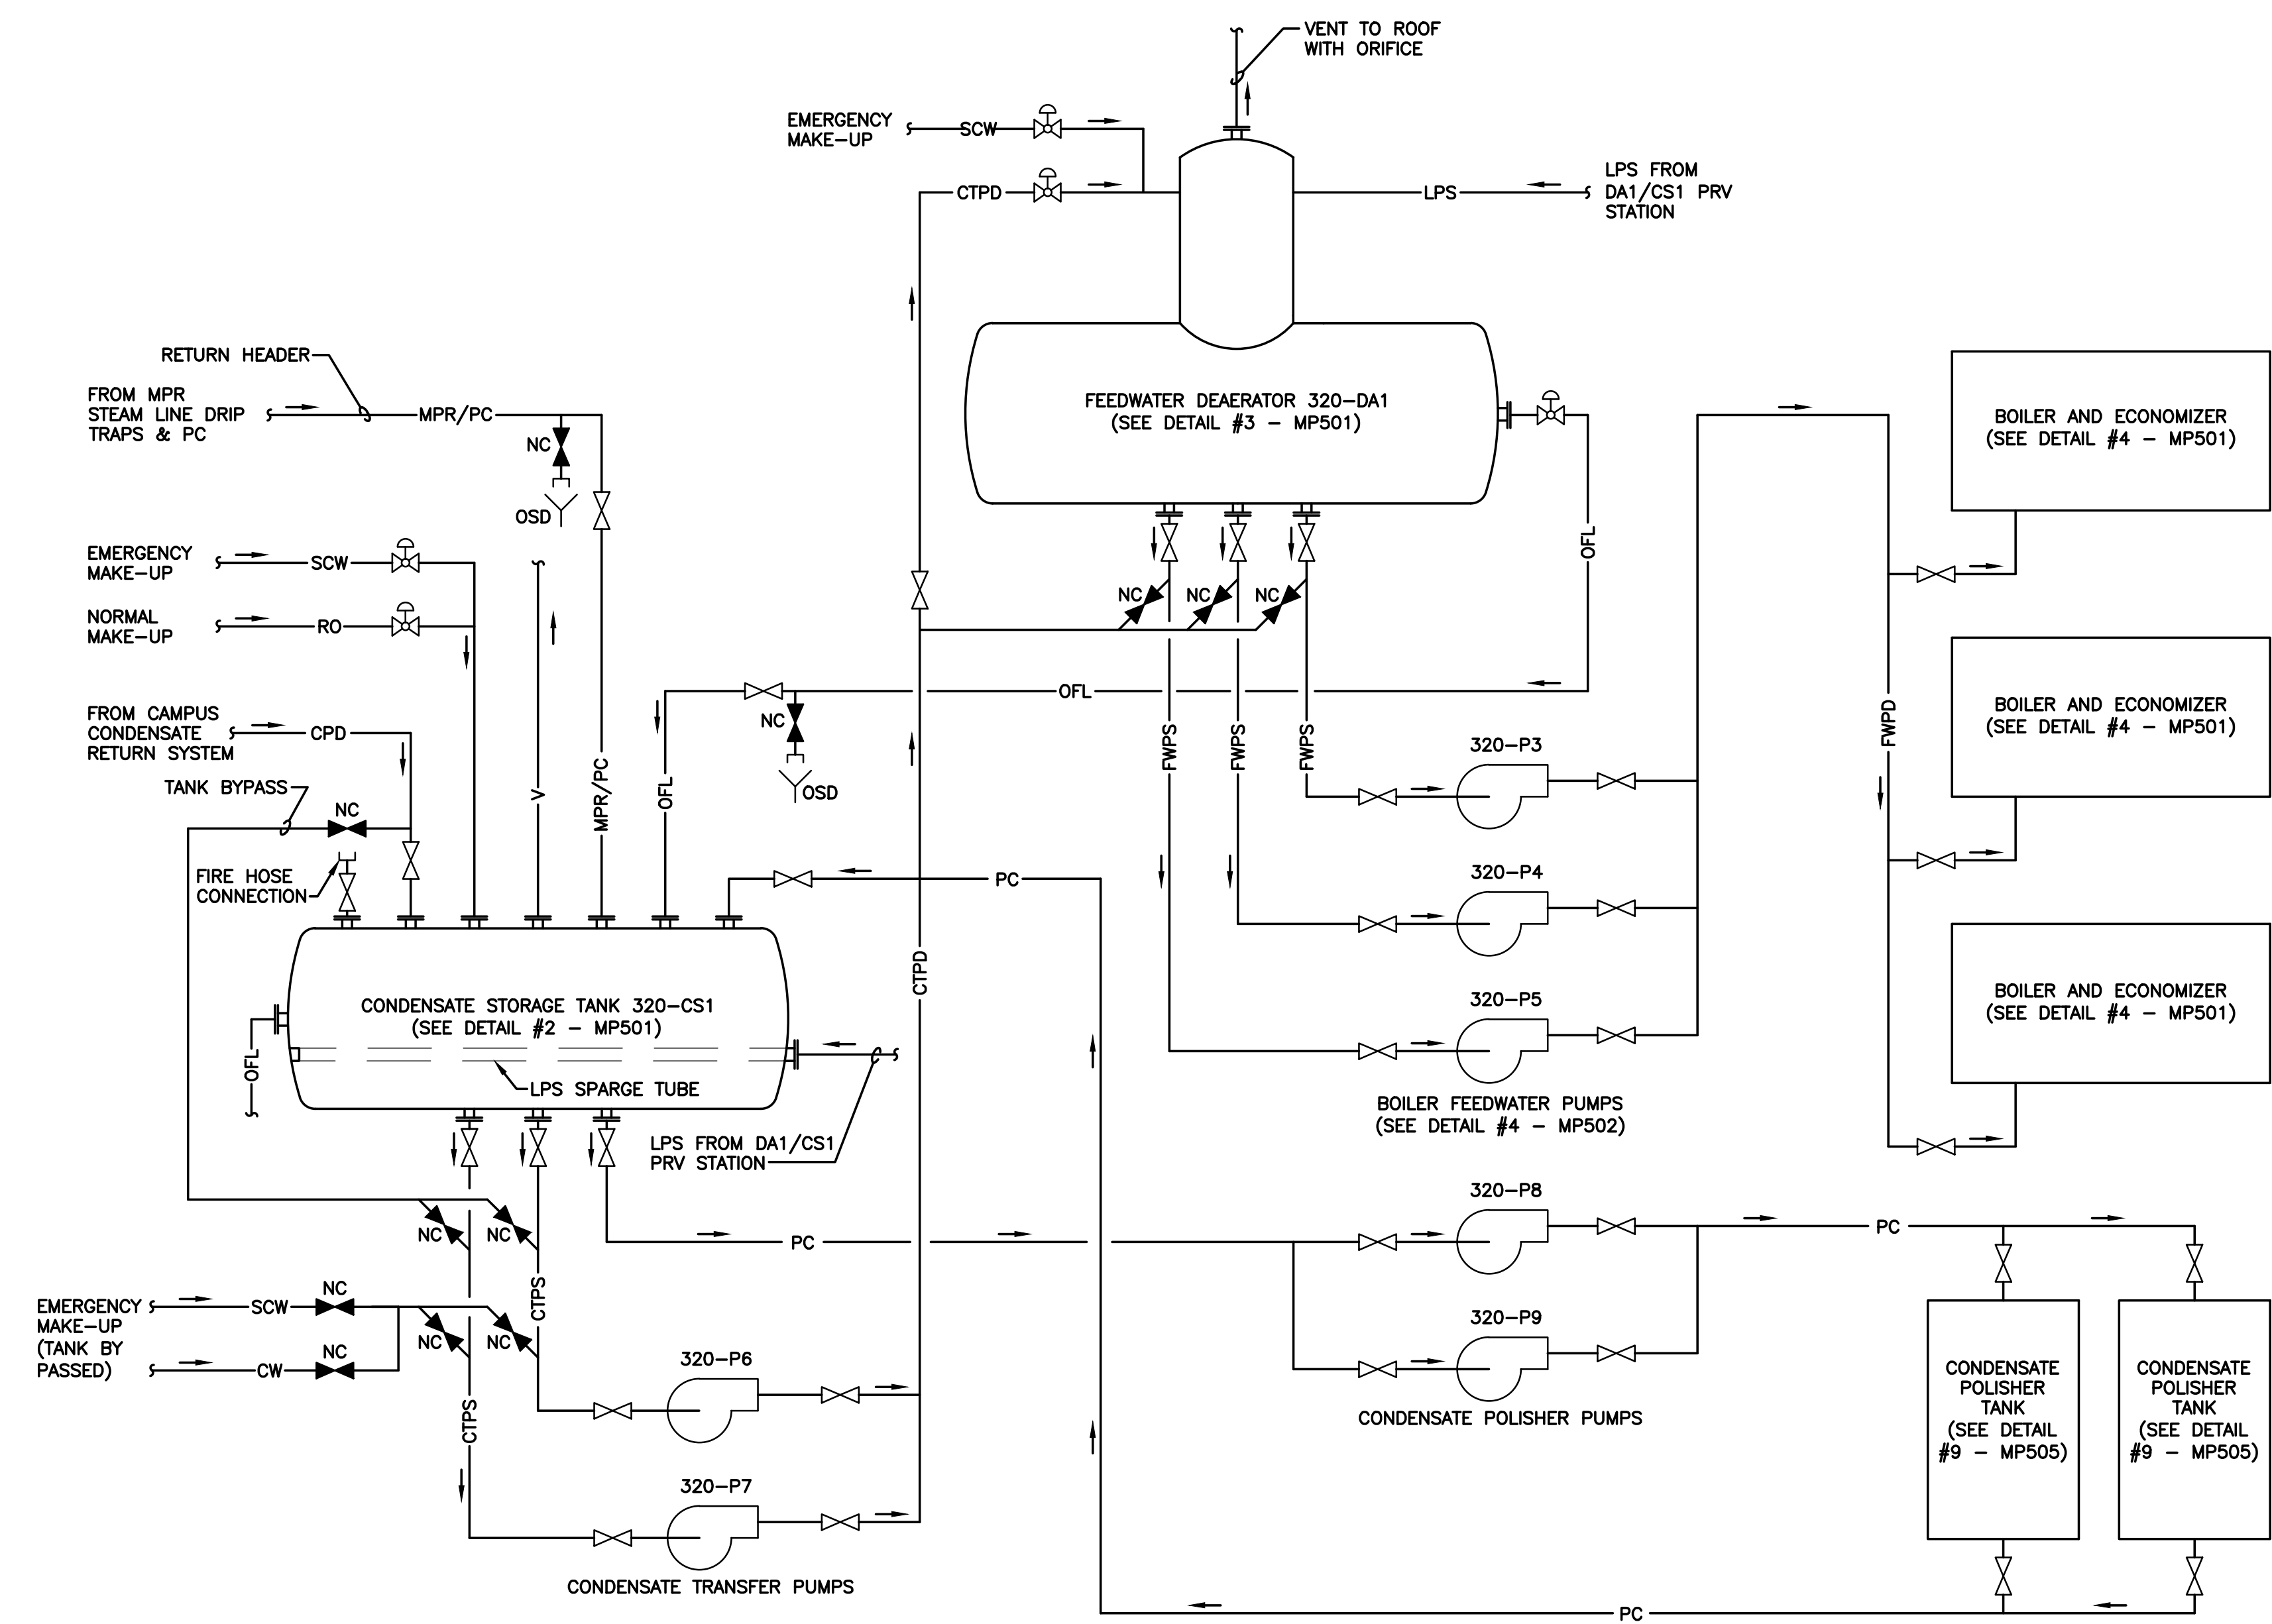 VENT TO ROOF
WITH ORIFICE
EMERGENCY
MAKE-UP
SCW
CTPD
LPS
LPS FROM
DA1/CS1 PRV
STATION
RETURN HEADER
FROM MPR
STEAM LINE DRIP
TRAPS & PC
MPR/PC
NC
OSD
FEEDWATER DEAERATOR 320-DA1
(SEE DETAIL #3 - MP501)
OFL
BOILER AND ECONOMIZER
(SEE DETAIL #4 - MP501)
EMERGENCY
MAKE-UP
SCW
NORMAL
MAKE-UP
RO
NC
NC
NC
FROM CAMPUS
CONDENSATE
RETURN SYSTEM
CPD
TANK BYPASS
NC
V
MPR/PC
OFL
OFL
NC
OSD
FWPS
FWPS
FWPS
320-P3
FWPD
BOILER AND ECONOMIZER
(SEE DETAIL #4 - MP501)
FIRE HOSE
CONNECTION
PC
320-P4
CTPD
CONDENSATE STORAGE TANK 320-CS1
(SEE DETAIL #2 - MP501)
OFL
LPS SPARGE TUBE
LPS FROM DA1/CS1
PRV STATION
320-P5
BOILER FEEDWATER PUMPS
(SEE DETAIL #4 - MP502)
BOILER AND ECONOMIZER
(SEE DETAIL #4 - MP501)
NC
NC
PC
320-P8
PC
EMERGENCY
MAKE-UP
(TANK BY
PASSED)
SCW
NC
CW
NC
NC
NC
CTPS
CTPS
320-P6
320-P7
CONDENSATE TRANSFER PUMPS
320-P9
CONDENSATE POLISHER PUMPS
CONDENSATE
POLISHER
TANK
(SEE DETAIL
#9 - MP505)
CONDENSATE
POLISHER
TANK
(SEE DETAIL
#9 - MP505)
PC